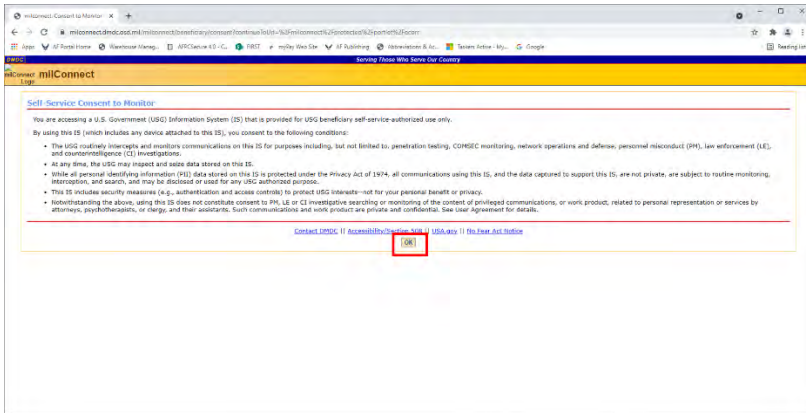 milConnect: Consent to Monitor
milconnect.dmdc.osd.mil/milconnect/beneficiary/consent?continueToUrl=%2Fmilconnect%2Fprotected%2Fportlet%2Fforer
Apps AF Portal Home Warehouse Manag... AFRCService 4.0 - C... FIRST myPay Web Site AF Publishing Abbreviations & Ac... Taskers Active - My... Google Reading list
DMDC Serving Those Who Serve Our Country
milConnect Logo milConnect
Self-Service Consent to Monitor
You are accessing a U.S. Government (USG) Information System (IS) that is provided for USG beneficiary self-service-authorized use only.
By using this IS (which includes any device attached to this IS), you consent to the following conditions:
• The USG routinely intercepts and monitors communications on this IS for purposes including, but not limited to, penetration testing, COMSEC monitoring, network operations and defense, personnel misconduct (PM), law enforcement (LE),
and counterintelligence (CI) investigations.
• At any time, the USG may inspect and seize data stored on this IS.
• While all personal identifying information (PII) data stored on this IS is protected under the Privacy Act of 1974, all communications using this IS, and the data captured to support this IS, are not private, are subject to routine monitoring,
interception, and search, and may be disclosed or used for any USG authorized purpose.
• This IS includes security measures (e.g., authentication and access controls) to protect USG interests--not for your personal benefit or privacy.
• Notwithstanding the above, using this IS does not constitute consent to PM, LE or CI investigative searching or monitoring of the content of privileged communications, or work product, related to personal representation or services by
attorneys, psychotherapists, or clergy, and their assistants. Such communications and work product are private and confidential. See User Agreement for details.
Contact DMDC || Accessibility/Section 508 || USA.gov || No Fear Act Notice
OK